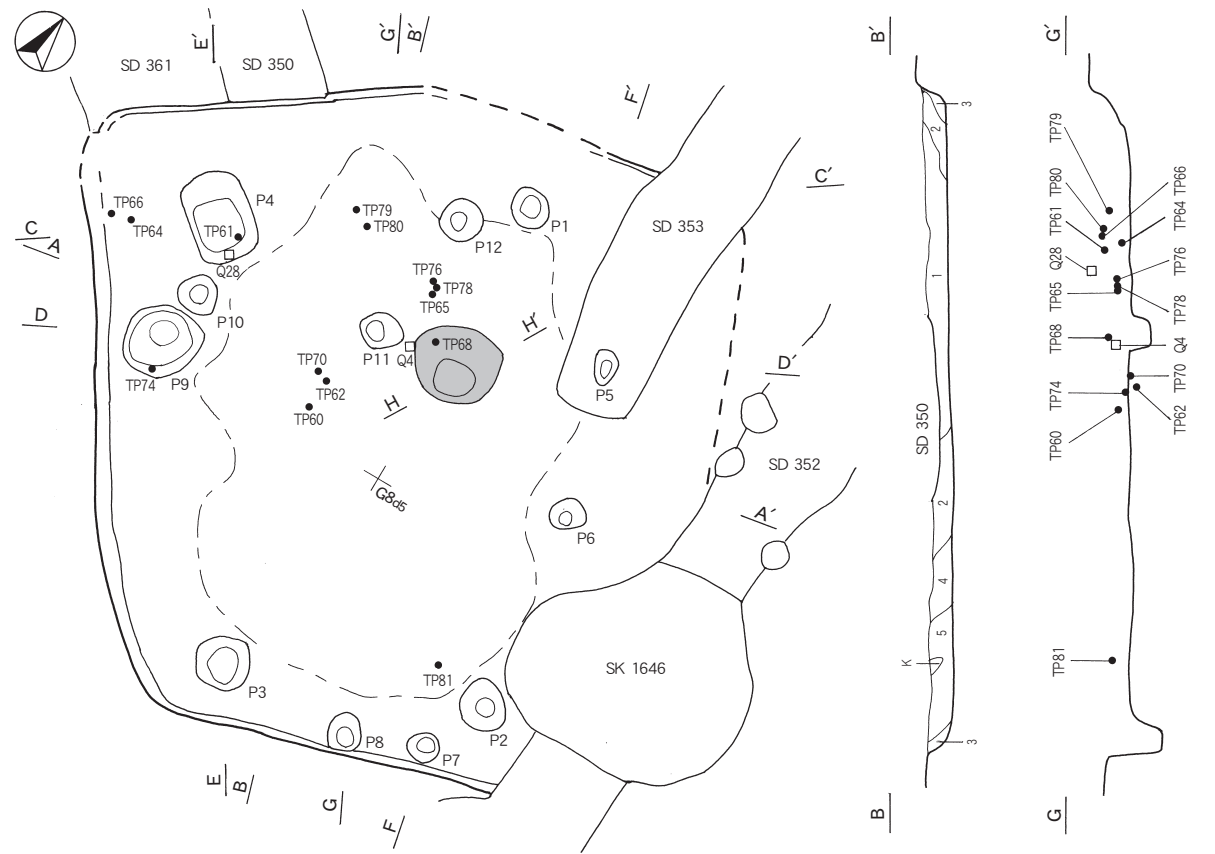 E′
G′
B′
SD 361
SD 350
F′
C′
TP66
TP64
P4
TP61
Q28
TP79
TP80
P12
P1
SD 353
C
A
D
P10
TP76
TP78
TP65
H′
P11
Q4
TP68
TP74
P9
TP70
TP62
TP60
H
P5
D′
G8d5
SD 352
A′
P6
P3
TP81
SK 1646
P2
P8
P7
E
B
G
F
B′
3
2
1
SD 350
2
4
5
K
3
B
G′
TP79
TP80
TP66
TP61
TP64
Q28
TP76
TP65
TP78
TP68
Q4
TP70
TP74
TP62
TP60
TP81
G